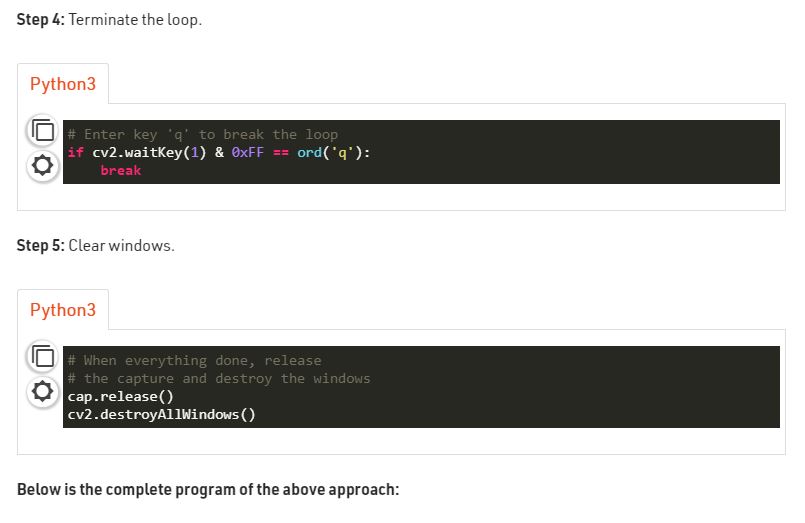 Step 4: Terminate the loop.
Python3
# Enter key 'q' to break the loop
if cv2.waitKey(1) & 0xFF == ord('q'):
    break
Step 5: Clear windows.
Python3
# When everything done, release
# the capture and destroy the windows
cap.release()
cv2.destroyAllWindows()
Below is the complete program of the above approach: